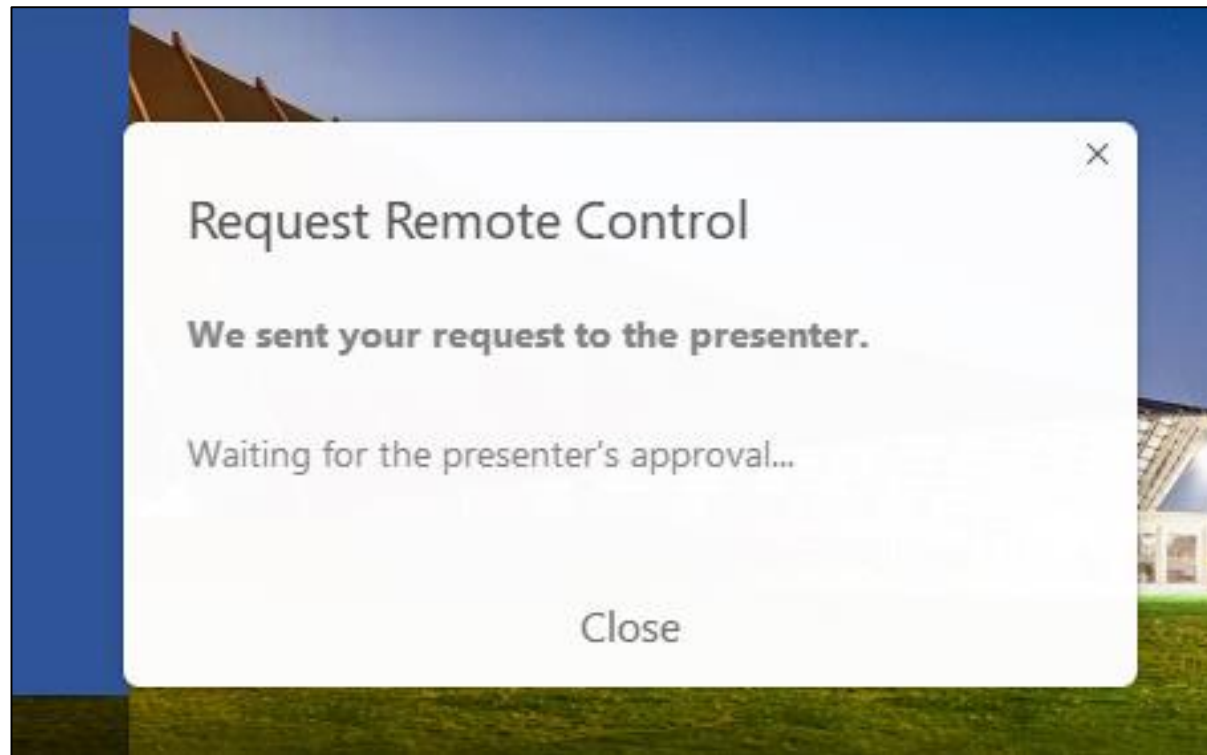 Request Remote Control
We sent your request to the presenter.
Waiting for the presenter’s approval...
Close